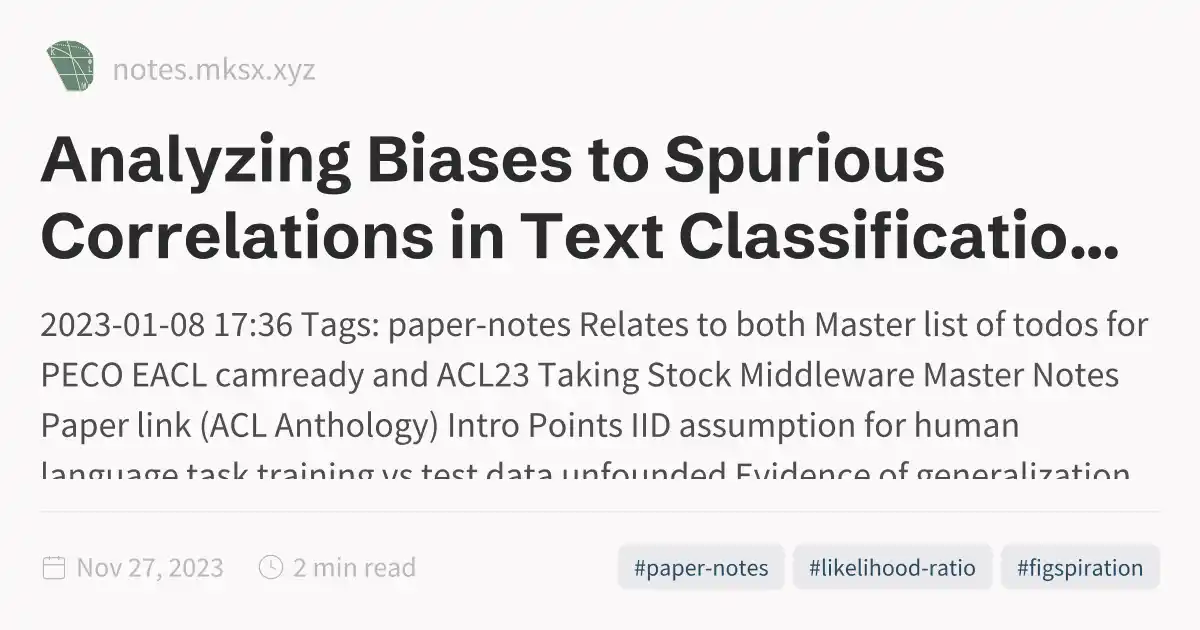 notes.mksx.xyz
Analyzing Biases to Spurious
Correlations in Text Classificatio...
2023-01-08 17:36 Tags: paper-notes Relates to both Master list of todos for
PECO EACL camready and ACL23 Taking Stock Middleware Master Notes
Paper link (ACL Anthology) Intro Points IID assumption for human
language task training vs test data unfounded Evidence of generalization
Nov 27, 2023
2 min read
#paper-notes
#likelihood-ratio
#figspiration